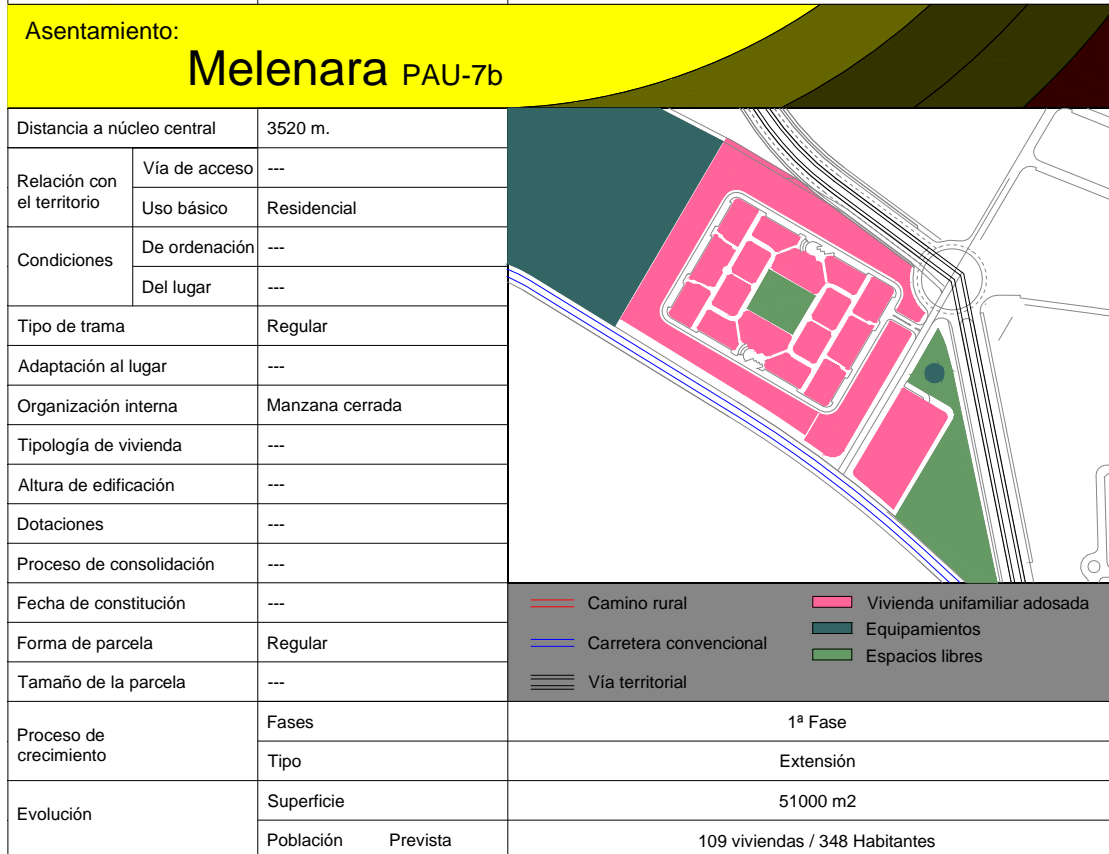 Asentamiento:
Melenara PAU-7b
Distancia a núcleo central 3520 m.
Relación con el territorio Vía de acceso ---
Uso básico Residencial
Condiciones De ordenación ---
Del lugar ---
Tipo de trama Regular
Adaptación al lugar ---
Organización interna Manzana cerrada
Tipología de vivienda ---
Altura de edificación ---
Dotaciones ---
Proceso de consolidación ---
Fecha de constitución ---
Forma de parcela Regular
Tamaño de la parcela ---
Camino rural
Carretera convencional
Vía territorial
Vivienda unifamiliar adosada
Equipamientos
Espacios libres
Proceso de crecimiento Fases 1ª Fase
Tipo Extensión
Evolución Superficie 51000 m2
Población Prevista 109 viviendas / 348 Habitantes